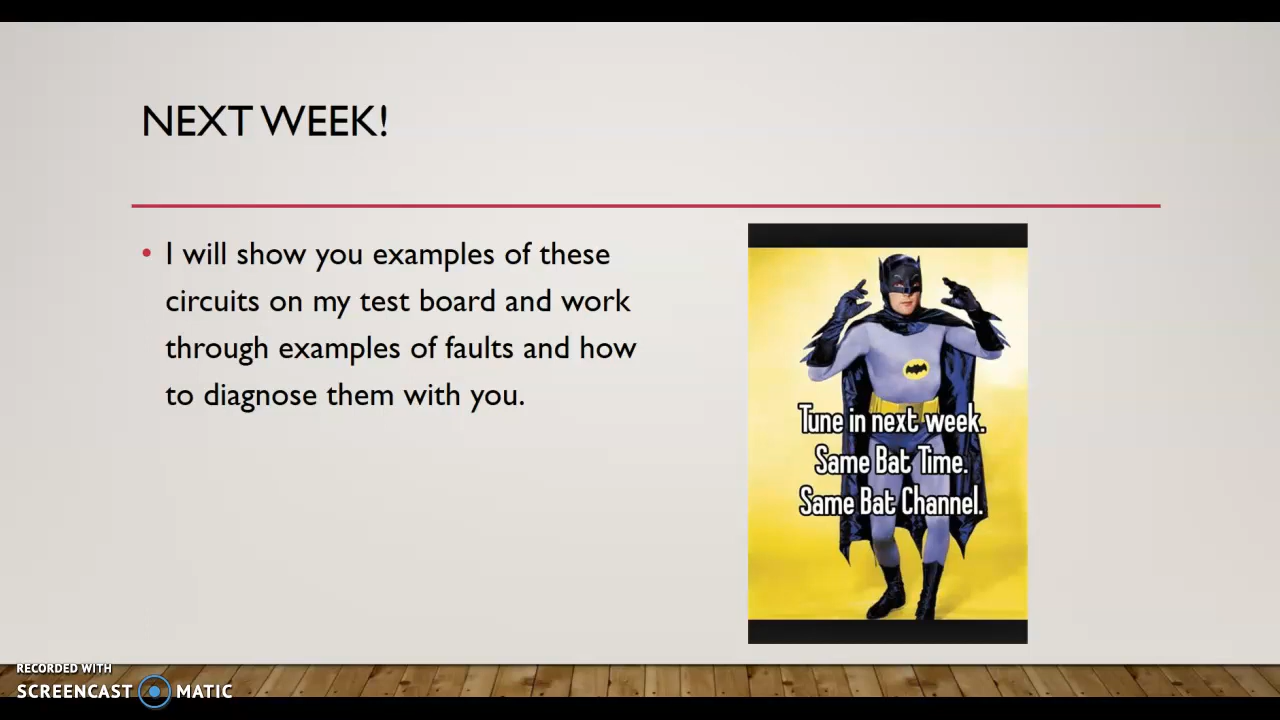 NEXT WEEK!
• I will show you examples of these
circuits on my test board and work
through examples of faults and how
to diagnose them with you.
Tune in next week.
Same Bat Time.
Same Bat Channel.
RECORDED WITH
SCREENCAST MATIC